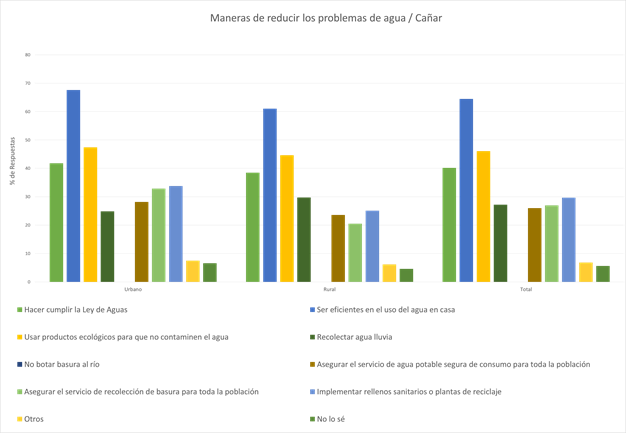 Maneras de reducir los problemas de agua / Cañar
80
70
60
50
40
30
20
10
0
% de Respuestas
Urbano Rural Total
Hacer cumplir la Ley de Aguas
Ser eficientes en el uso del agua en casa
Usar productos ecológicos para que no contaminen el agua
Recolectar agua lluvia
No botar basura al río
Asegurar el servicio de agua potable segura de consumo para toda la población
Asegurar el servicio de recolección de basura para toda la población
Implementar rellenos sanitarios o plantas de reciclaje
Otros
No lo sé